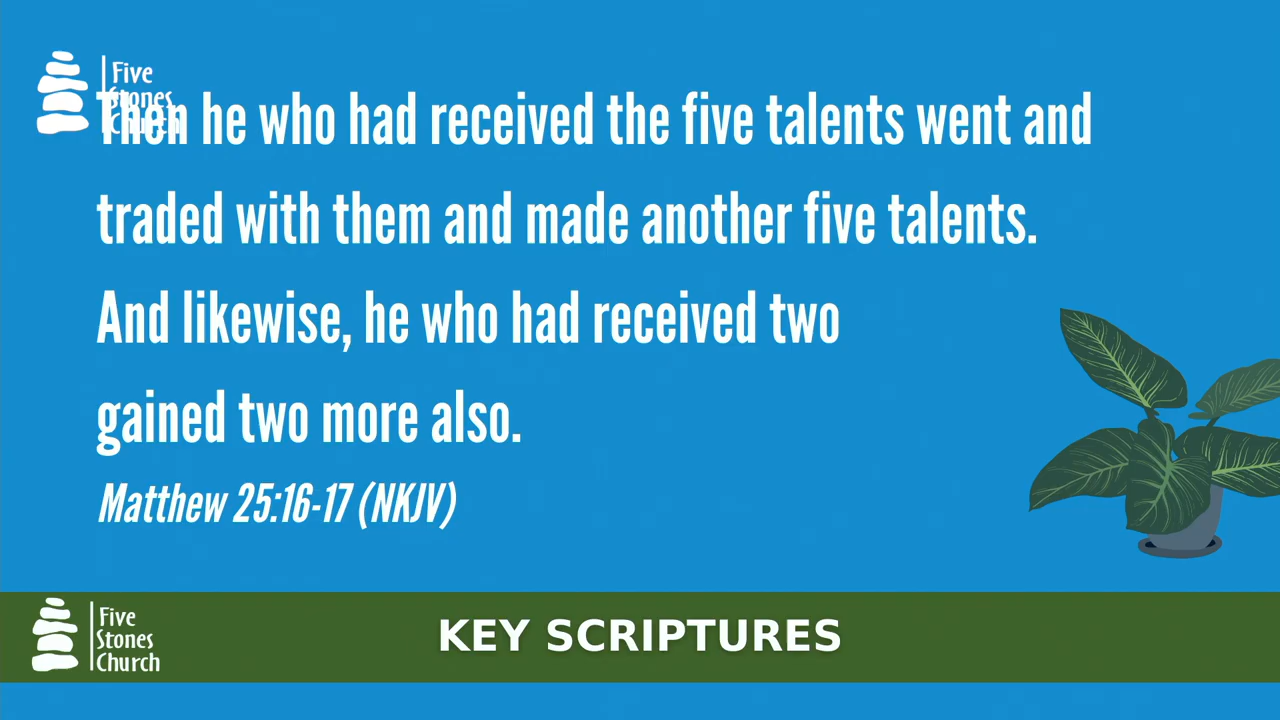 Five
Stones
Church
Then he who had received the five talents went and
traded with them and made another five talents.
And likewise, he who had received two
gained two more also.
Matthew 25:16-17 (NKJV)
Five
Stones
Church
KEY SCRIPTURES